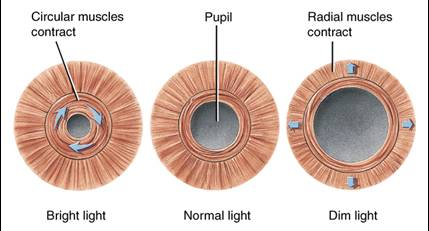 Circular muscles
contract
Pupil
Radial muscles
contract
Bright light
Normal light
Dim light